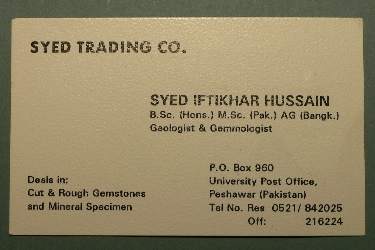 SYED TRADING CO.
SYED IFTIKHAR HUSSAIN
B.Sc. (Hons.) M.Sc. (Pak.) AG (Bangk.)
Geologist & Gemmologist
Deals in:
Cut & Rough Gemstones
and Mineral Specimen
P.O. Box 960
University Post Office,
Peshawar (Pakistan)
Tel No. Res 0521/ 842025
Off: 216224